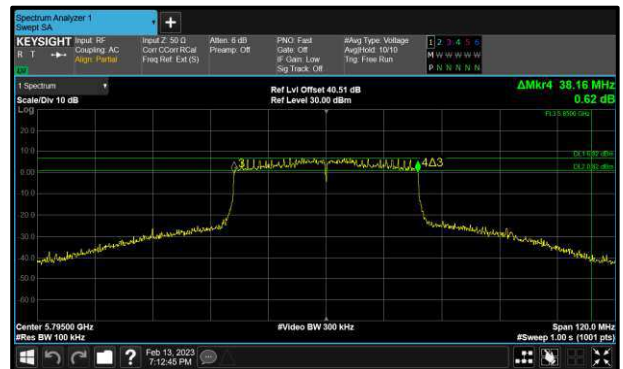 Spectrum Analyzer 1
Swept SA
+
KEYSIGHT Input: RF Input Z: 50 Ω Atten: 6 dB PNO: Fast #Avg Type: Voltage 1 2 3 4 5 6
R T Coupling: AC Corr CCorr RCal Preamp: Off Gate: Off Avg|Hold: 10/10 M W W W W W
Align: Partial Freq Ref: Ext (S) IF Gain: Low Trig: Free Run
Sig Track: Off P N N N N N
1 Spectrum Ref Lvl Offset 40.51 dB ΔMkr4 38.16 MHz
Scale/Div 10 dB Ref Level 30.00 dBm 0.62 dB
Log
20.0
10.0
3 4Δ3
0.00
-10.0
-20.0
-30.0
-40.0
-50.0
-60.0
Center 5.79500 GHz #Video BW 300 kHz Span 120.0 MHz
#Res BW 100 kHz #Sweep 1.00 s (1001 pts)
? Feb 13, 2023
7:12:45 PM